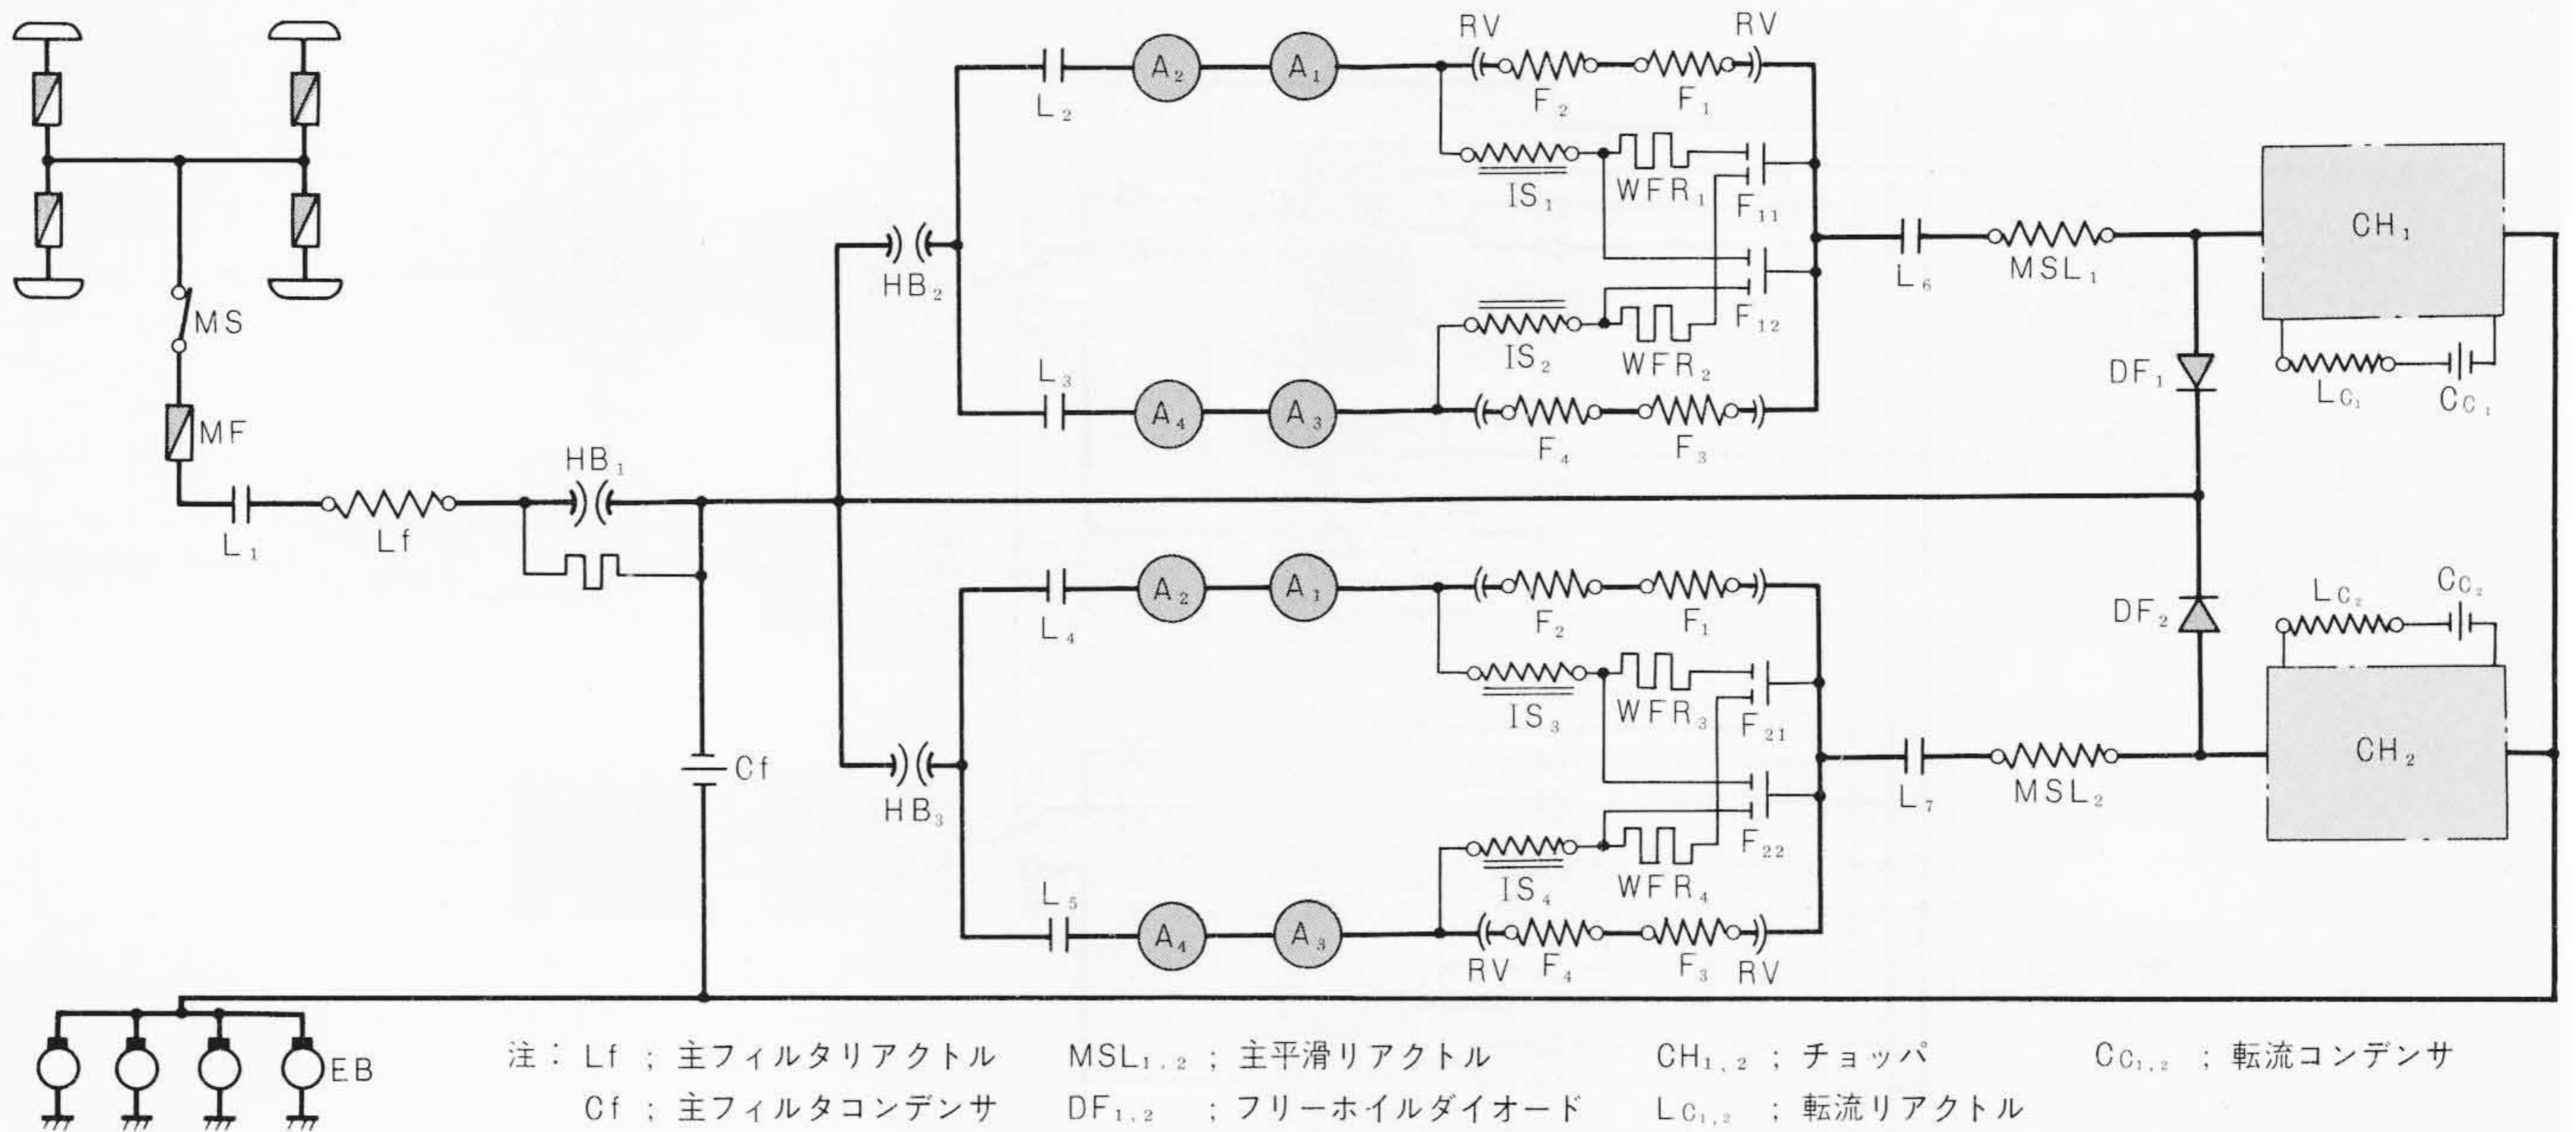 RV RV
A₂ A₁
L₂ F₂ F₁
IS₁ WFR₁ F₁₁
HB₂ L₆ MSL₁ CH₁
MS F₁₂
IS₂ WFR₂
L₃ DF₁ LC₁ CC₁
A₄ A₃
MF F₄ F₃
HB₁
L₁ Lf
A₂ A₁
L₄ F₂ F₁ DF₂ LC₂ CC₂
IS₃ WFR₃ F₂₁
Cf CH₂
HB₃ L₇ MSL₂
F₂₂
IS₄ WFR₄
L₅
A₄ A₃
RV F₄ F₃ RV
EB
注: Lf ; 主フィルタリアクトル MSL₁,₂ ; 主平滑リアクトル CH₁,₂ ; チョッパ CC₁,₂ ; 転流コンデンサ
Cf ; 主フィルタコンデンサ DF₁,₂ ; フリーホイルダイオード LC₁,₂ ; 転流リアクトル